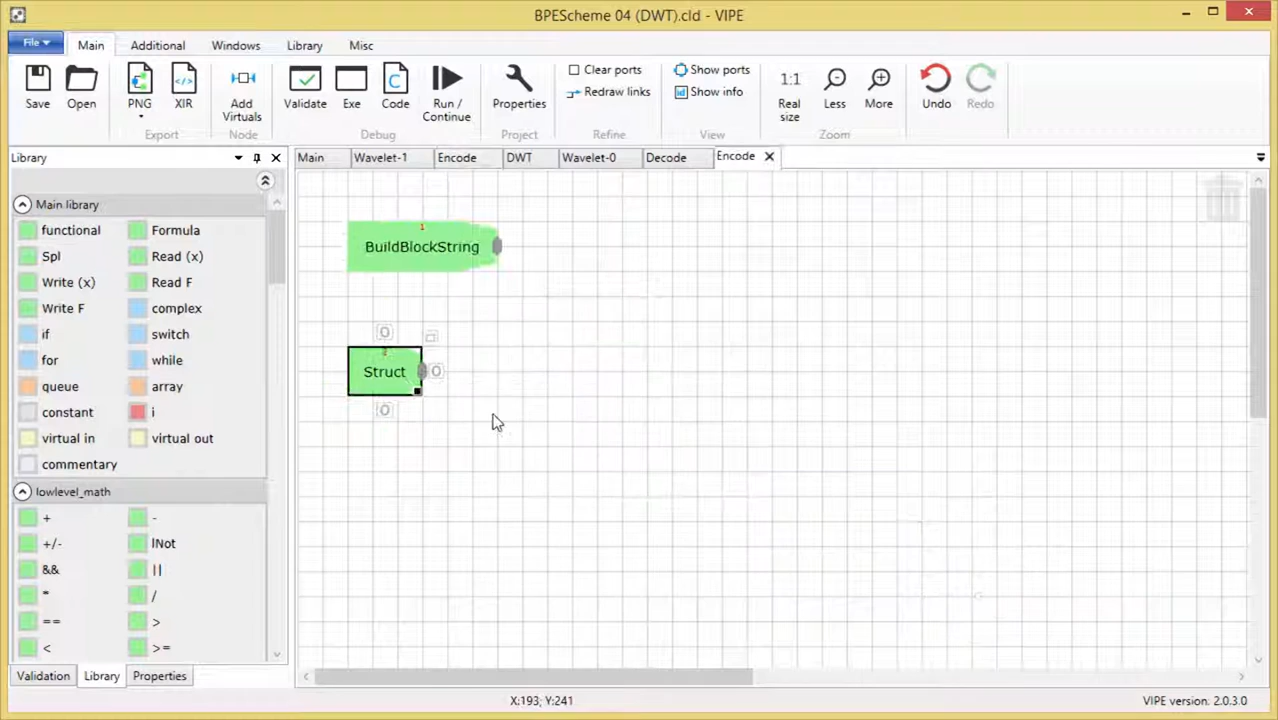 BPEScheme 04 (DWT).cld - VIPE
File Main Additional Windows Library Misc
Save Open PNG XIR Add Virtuals Validate Exe Code Run / Continue Properties Clear ports Redraw links Show ports Show info 1:1 Real size Less More Undo Redo
Export Node Debug Project Refine View Zoom
Library
Main Wavelet-1 Encode DWT Wavelet-0 Decode Encode
Main library
functional Formula
Spl Read (x)
Write (x) Read F
Write F complex
if switch
for while
queue array
constant i
virtual in virtual out
commentary
lowlevel_math
+ -
+/- lNot
&& ||
* /
== >
< >=
1
BuildBlockString
2
Struct
O
O
O
Validation Library Properties
X:193; Y:241
VIPE version: 2.0.3.0